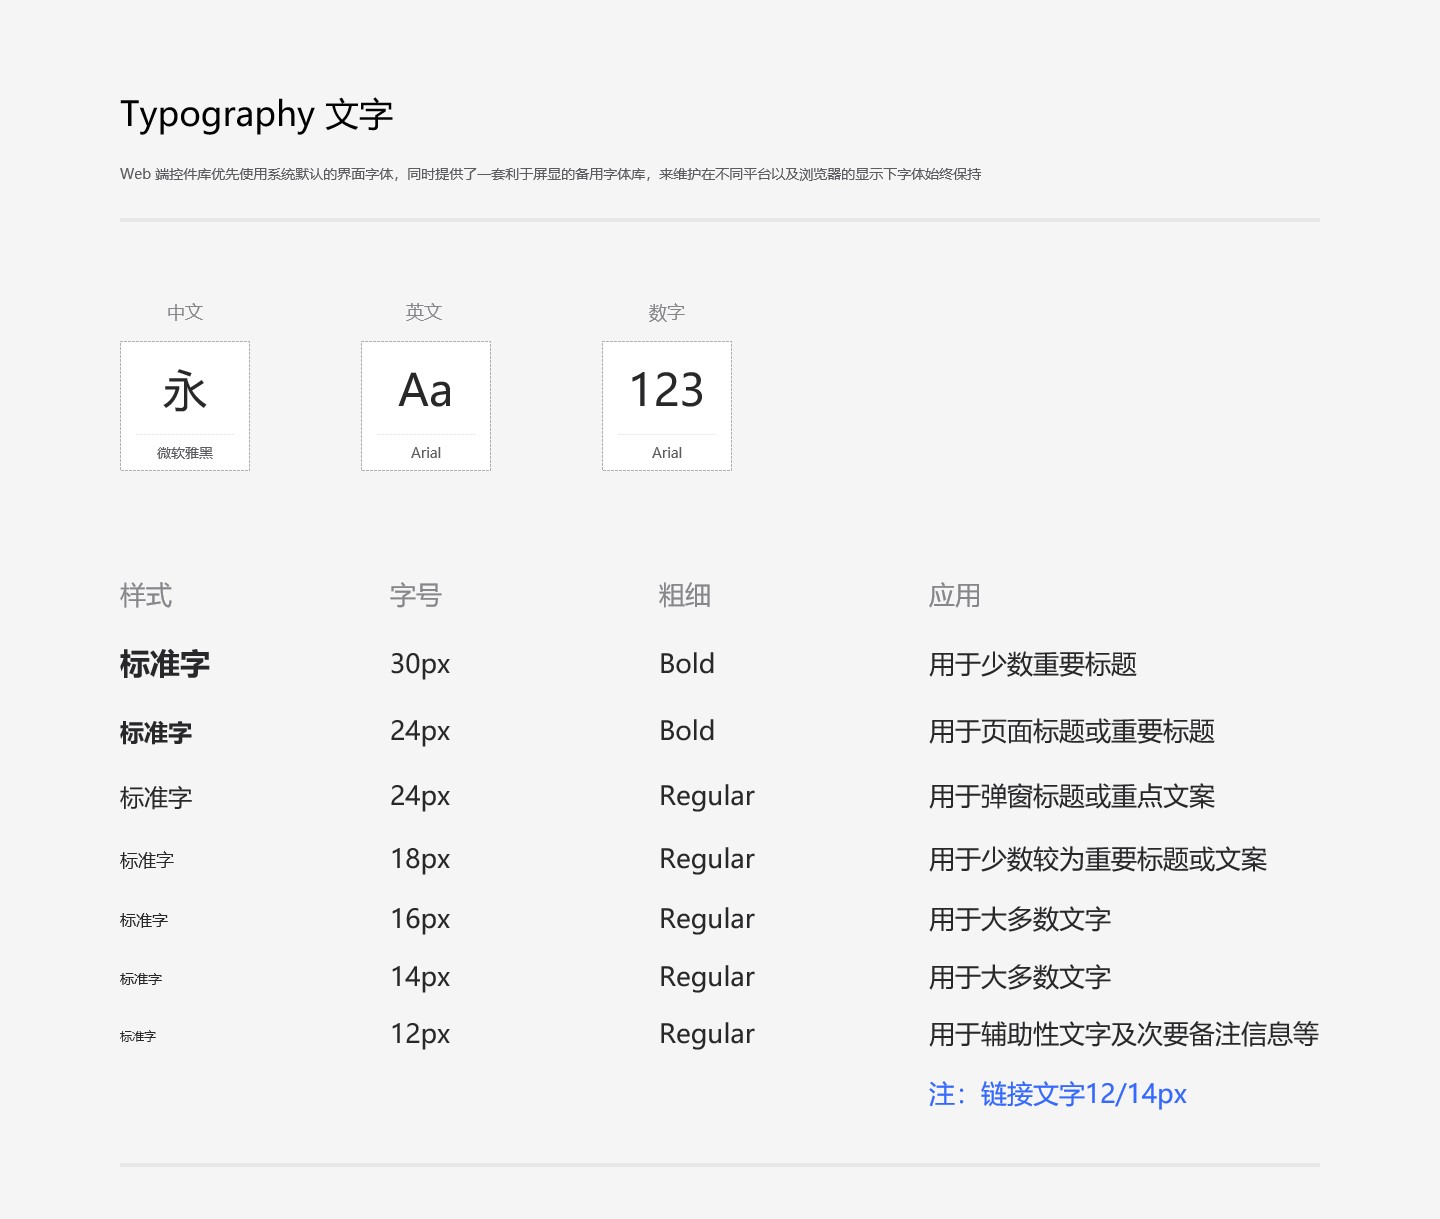 Typography 文字
Web 端控件库优先使用系统默认的界面字体，同时提供了一套利于屏显的备用字体库，来维护在不同平台以及浏览器的显示下字体始终保持
中文 英文 数字
永 Aa 123
微软雅黑 Arial Arial
样式 字号 粗细 应用
标准字 30px Bold 用于少数重要标题
标准字 24px Bold 用于页面标题或重要标题
标准字 24px Regular 用于弹窗标题或重点文案
标准字 18px Regular 用于少数较为重要标题或文案
标准字 16px Regular 用于大多数文字
标准字 14px Regular 用于大多数文字
标准字 12px Regular 用于辅助性文字及次要备注信息等
注：链接文字12/14px